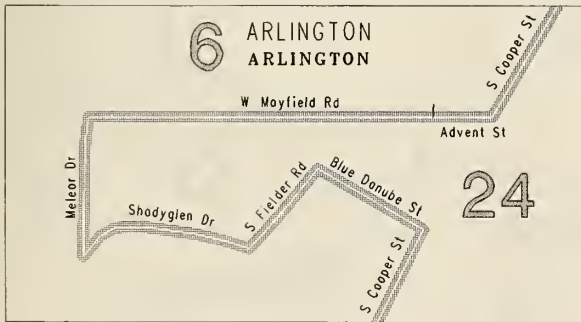 6 ARLINGTON
ARLINGTON
S Cooper St
W Mayfield Rd
Advent St
Meleor Dr
Shadyglen Dr
S Fielder Rd
Blue Danube St
24
S Cooper St